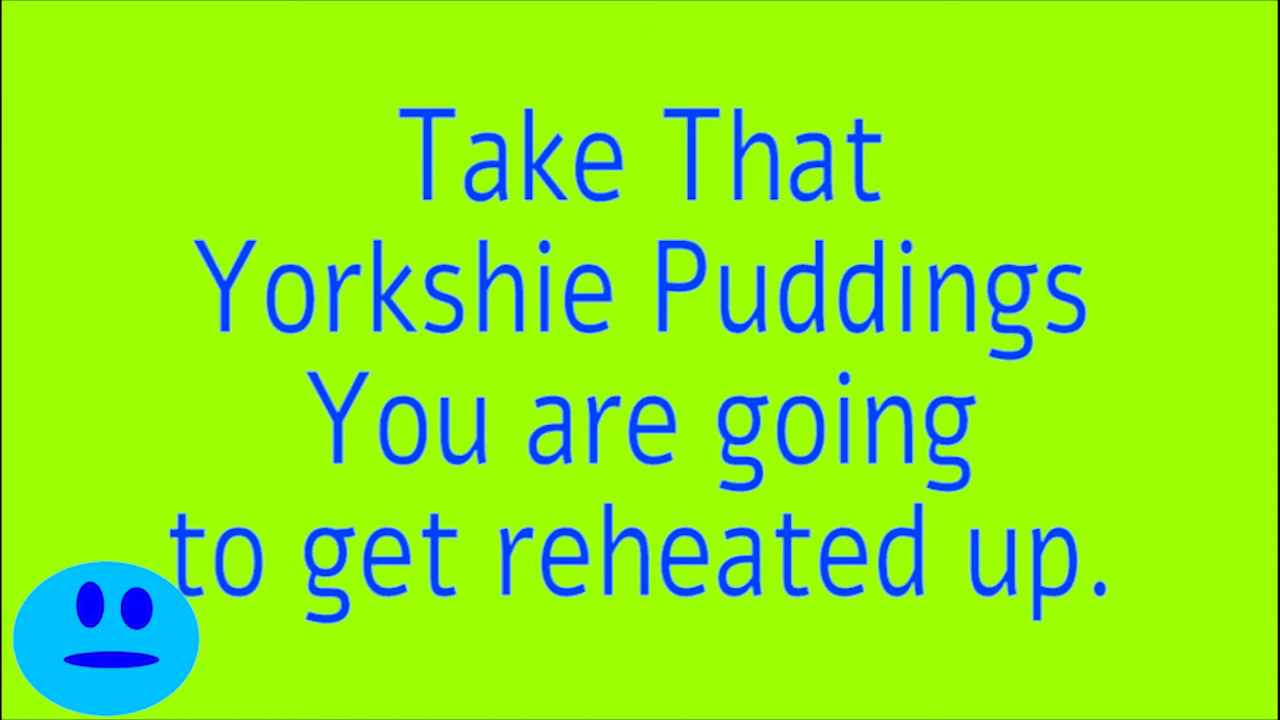 Take That
Yorkshie Puddings
You are going
to get reheated up.